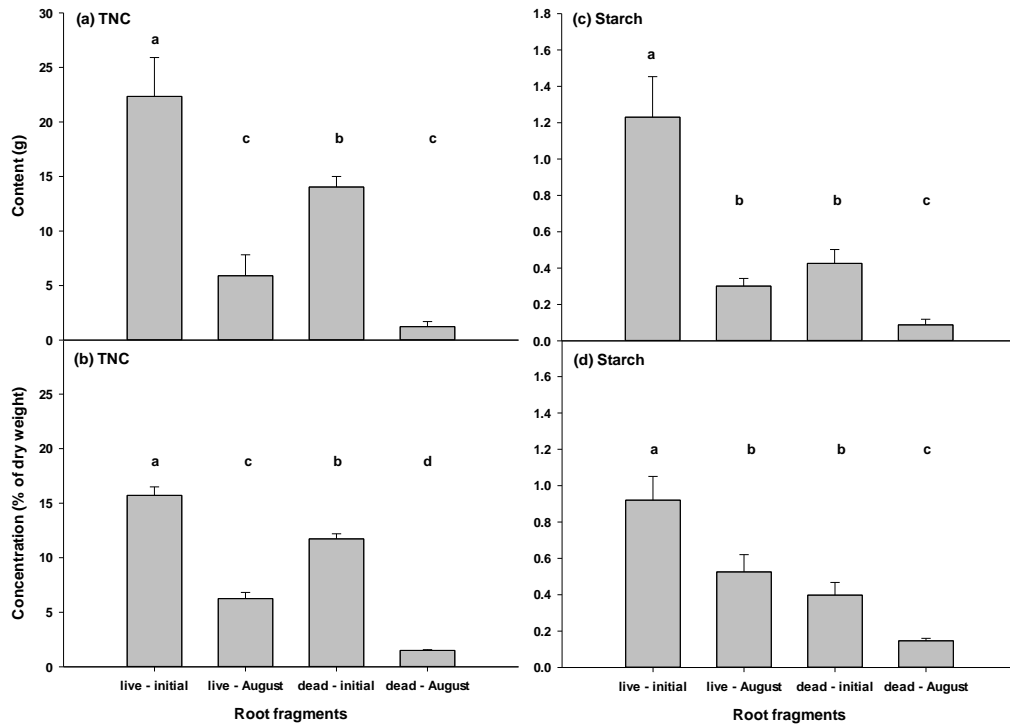 (a) TNC
30
25
20
15
10
5
0
a
c
b
c
Content (g)
(c) Starch
1.8
1.6
1.4
1.2
1.0
0.8
0.6
0.4
0.2
0.0
a
b
b
c
(b) TNC
25
20
15
10
5
0
a
c
b
d
Concentration (% of dry weight)
live - initial live - August dead - initial dead - August
Root fragments
(d) Starch
1.6
1.4
1.2
1.0
0.8
0.6
0.4
0.2
0.0
a
b
b
c
live - initial live - August dead - initial dead - August
Root fragments